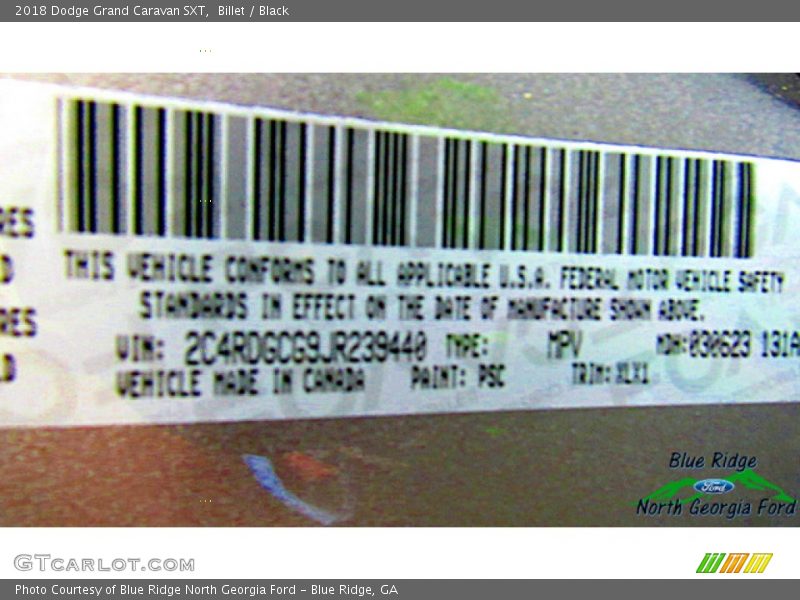 2018 Dodge Grand Caravan SXT,  Billet / Black
RES
D
RES
LD
THIS VEHICLE CONFORMS TO ALL APPLICABLE U.S.A. FEDERAL MOTOR VEHICLE SAFETY
STANDARDS IN EFFECT ON THE DATE OF MANUFACTURE SHOWN ABOVE.
VIN: 2C4RDGCG9JR239440 TYPE: MPV MDH:030623 131A
VEHICLE MADE IN CANADA PAINT: PSC TRIM:XLX1
Blue Ridge
Ford
North Georgia Ford
GTCARLOT.COM
Photo Courtesy of Blue Ridge North Georgia Ford – Blue Ridge, GA